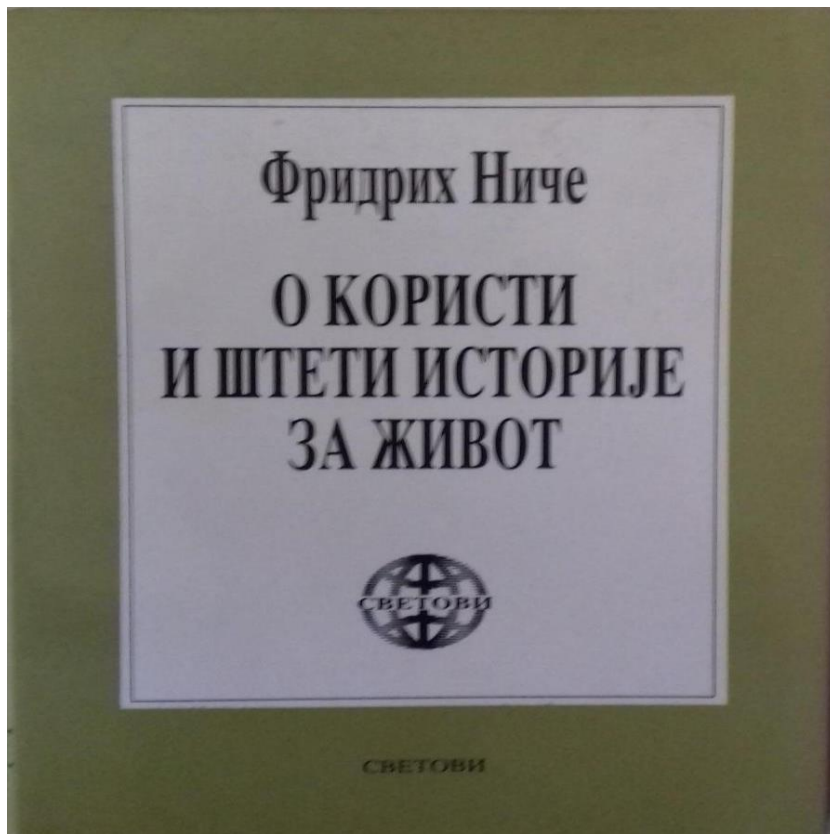 Фридрих Ниче
О КОРИСТИ
И ШТЕТИ ИСТОРИЈЕ
ЗА ЖИВОТ
СВЕТОВИ
СВЕТОВИ